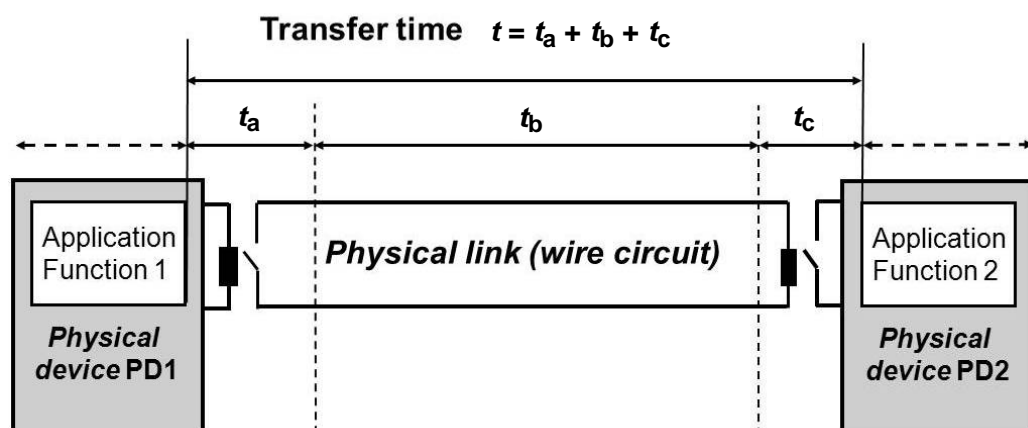 Transfer time t = ta + tb + tc
ta
tb
tc
Application
Function 1
Physical link (wire circuit)
Application
Function 2
Physical
device PD1
Physical
device PD2